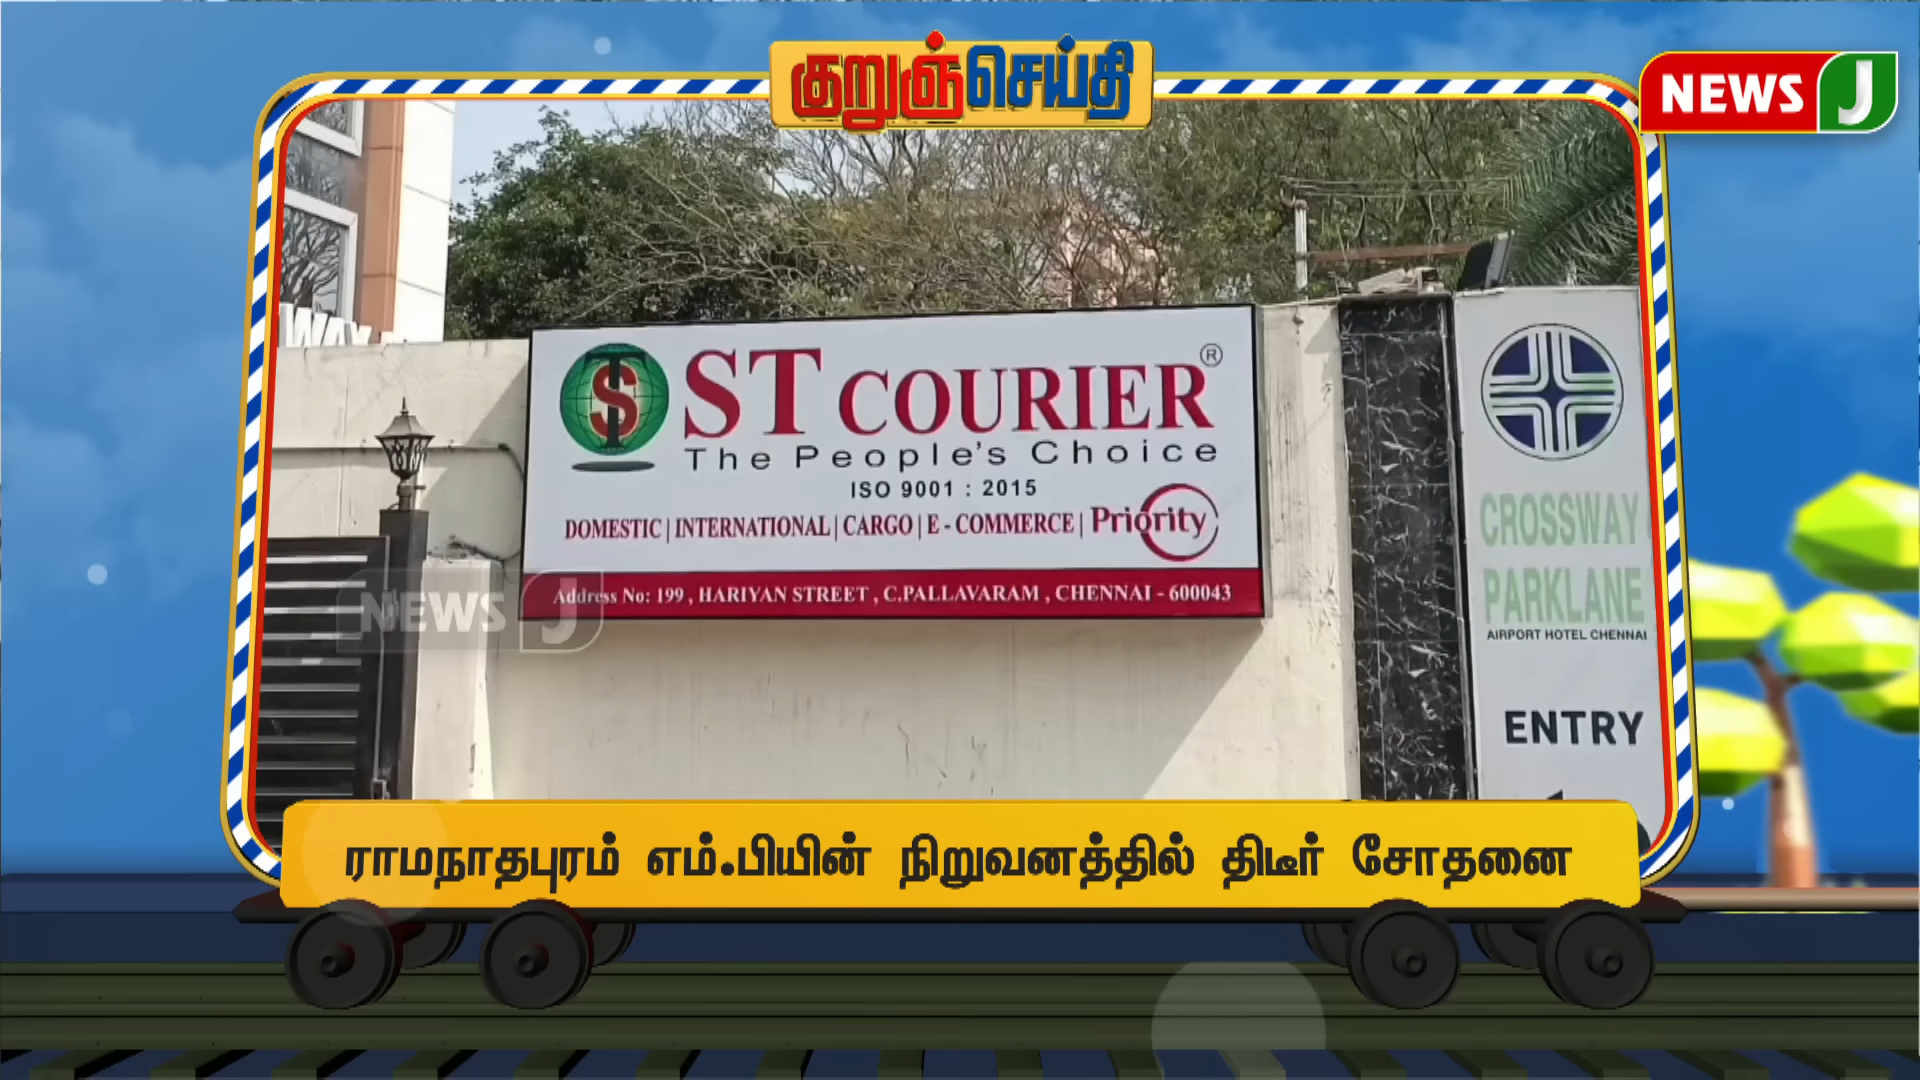 குறுஞ்செய்தி
NEWS J
WAY
ST COURIER ®
The People's Choice
ISO 9001 : 2015
DOMESTIC | INTERNATIONAL | CARGO | E - COMMERCE | Priority
Address No: 199 , HARIYAN STREET , C.PALLAVARAM , CHENNAI - 600043
NEWS J
CROSSWAY
PARKLANE
AIRPORT HOTEL CHENNAI
ENTRY
ராமநாதபுரம் எம்.பியின் நிறுவனத்தில் திடீர் சோதனை